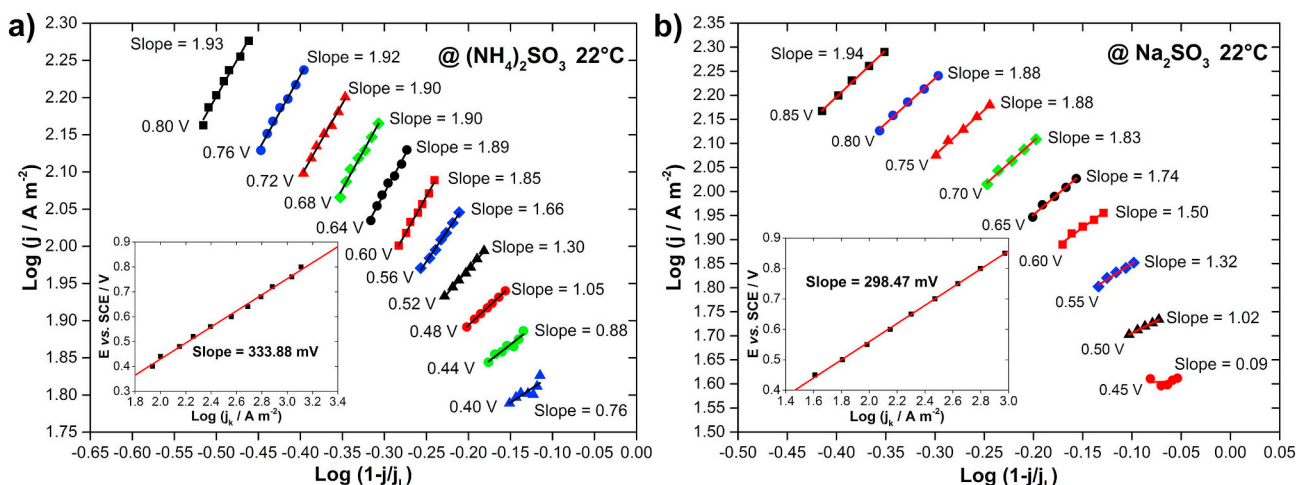 a)
@ (NH₄)₂SO₃ 22°C
Slope = 1.93
Slope = 1.92
Slope = 1.90
Slope = 1.90
Slope = 1.89
Slope = 1.85
Slope = 1.66
Slope = 1.30
Slope = 1.05
Slope = 0.88
Slope = 0.76
0.80 V
0.76 V
0.72 V
0.68 V
0.64 V
0.60 V
0.56 V
0.52 V
0.48 V
0.44 V
0.40 V
Log (j / A m⁻²)
2.30
2.25
2.20
2.15
2.10
2.05
2.00
1.95
1.90
1.85
1.80
1.75
-0.65 -0.60 -0.55 -0.50 -0.45 -0.40 -0.35 -0.30 -0.25 -0.20 -0.15 -0.10 -0.05 0.00
Log (1-j/jₗ)
E vs. SCE / V
0.9
0.8
0.7
0.6
0.5
0.4
0.3
Slope = 333.88 mV
1.8 2.0 2.2 2.4 2.6 2.8 3.0 3.2 3.4
Log (jₖ / A m⁻²)
b)
@ Na₂SO₃ 22°C
Slope = 1.94
Slope = 1.88
Slope = 1.88
Slope = 1.83
Slope = 1.74
Slope = 1.50
Slope = 1.32
Slope = 1.02
Slope = 0.09
0.85 V
0.80 V
0.75 V
0.70 V
0.65 V
0.60 V
0.55 V
0.50 V
0.45 V
Log (j / A m⁻²)
2.35
2.30
2.25
2.20
2.15
2.10
2.05
2.00
1.95
1.90
1.85
1.80
1.75
1.70
1.65
1.60
1.55
1.50
-0.50 -0.45 -0.40 -0.35 -0.30 -0.25 -0.20 -0.15 -0.10 -0.05 0.00 0.05
Log (1-j/jₗ)
E vs. SCE / V
0.9
0.8
0.7
0.6
0.5
0.4
Slope = 298.47 mV
1.4 1.6 1.8 2.0 2.2 2.4 2.6 2.8 3.0
Log (jₖ / A m⁻²)